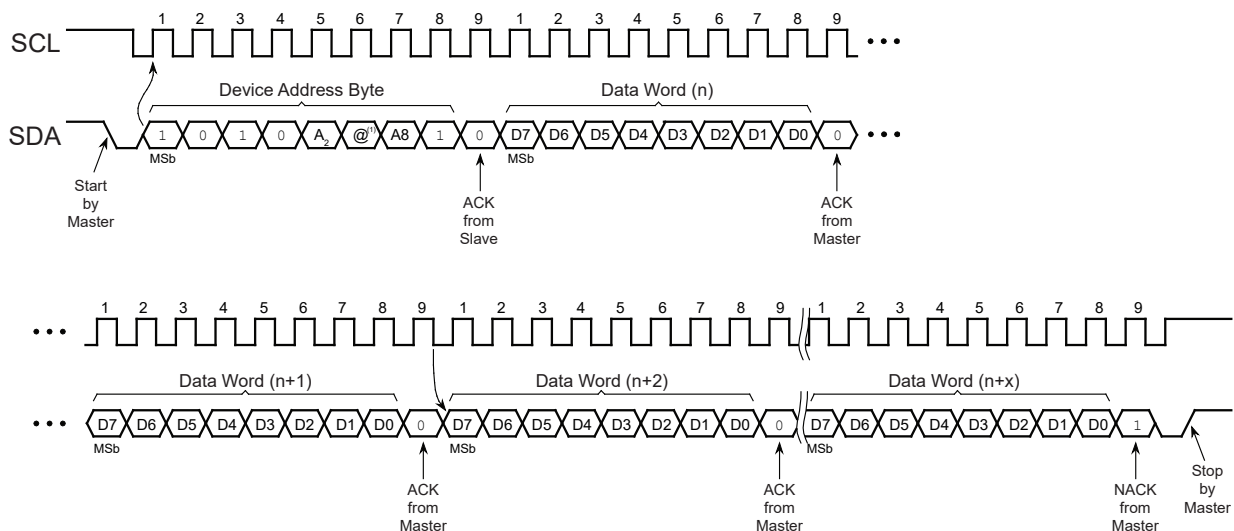 1 2 3 4 5 6 7 8 9 1 2 3 4 5 6 7 8 9
SCL
Device Address Byte Data Word (n)
SDA 1 0 1 0 A2 @(1) A8 1 0 D7 D6 D5 D4 D3 D2 D1 D0 0
MSb MSb
Start
by
Master
ACK
from
Slave
ACK
from
Master
1 2 3 4 5 6 7 8 9 1 2 3 4 5 6 7 8 9 1 2 3 4 5 6 7 8 9
Data Word (n+1) Data Word (n+2) Data Word (n+x)
D7 D6 D5 D4 D3 D2 D1 D0 0 D7 D6 D5 D4 D3 D2 D1 D0 0 D7 D6 D5 D4 D3 D2 D1 D0 1
MSb MSb MSb
ACK
from
Master
ACK
from
Master
NACK
from
Master
Stop
by
Master